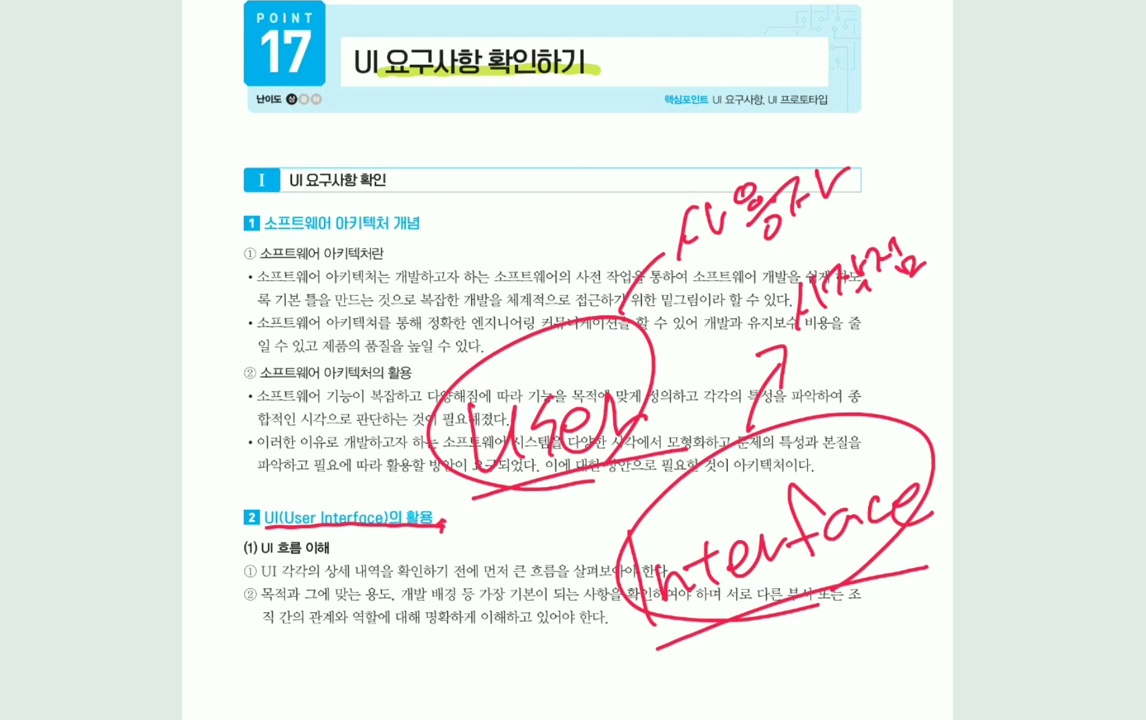 POINT
17
UI 요구사항 확인하기
난이도 상 중 하
핵심포인트 UI 요구사항, UI 프로토타입
I UI 요구사항 확인
1 소프트웨어 아키텍처 개념
① 소프트웨어 아키텍처란
• 소프트웨어 아키텍처는 개발하고자 하는 소프트웨어의 사전 작업을 통하여 소프트웨어 개발을 쉽게 하도
록 기본 틀을 만드는 것으로 복잡한 개발을 체계적으로 접근하기 위한 밑그림이라 할 수 있다.
• 소프트웨어 아키텍처를 통해 정확한 엔지니어링 커뮤니케이션을 할 수 있어 개발과 유지보수 비용을 줄
일 수 있고 제품의 품질을 높일 수 있다.
② 소프트웨어 아키텍처의 활용
• 소프트웨어 기능이 복잡하고 다양해짐에 따라 기능을 목적에 맞게 정의하고 각각의 특성을 파악하여 종
합적인 시각으로 판단하는 것이 필요해졌다.
• 이러한 이유로 개발하고자 하는 소프트웨어 시스템을 다양한 시각에서 모형화하고 문제의 특성과 본질을
파악하고 필요에 따라 활용할 방안이 요구되었다. 이에 대한 방안으로 필요한 것이 아키텍처이다.
2 UI(User Interface)의 활용
(1) UI 흐름 이해
① UI 각각의 상세 내역을 확인하기 전에 먼저 큰 흐름을 살펴보아야 한다.
② 목적과 그에 맞는 용도, 개발 배경 등 가장 기본이 되는 사항을 확인하여야 하며 서로 다른 부서 또는 조
직 간의 관계와 역할에 대해 명확하게 이해하고 있어야 한다.
사용자
User
Interface